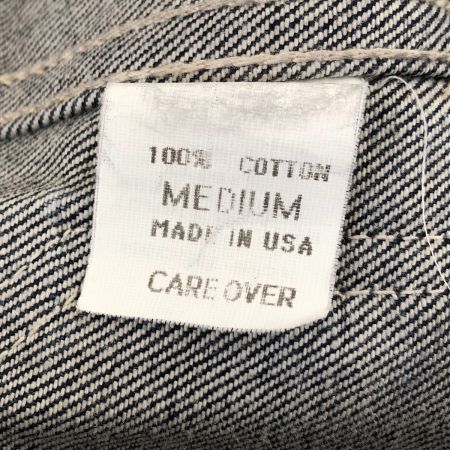 100% COTTON
MEDIUM
MADE IN USA
CARE OVER